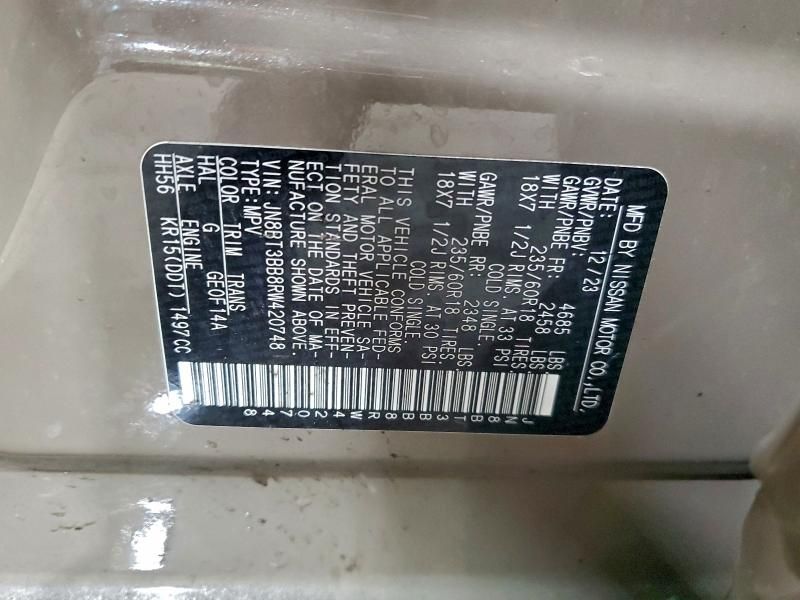 MFD BY NISSAN MOTOR CO.,LTD.
DATE: 12/23
GVWR/PNBV: 4685 LBS
GAWR/PNBE FR: 2458 LBS
WITH 235/60R18 TIRES
18X7 1/2J RIMS. AT 33 PSI
COLD SINGLE
GAWR/PNBE RR: 2348 LBS
WITH 235/60R18 TIRES
18X7 1/2J RIMS. AT 30 PSI
COLD SINGLE
THIS VEHICLE CONFORMS
TO ALL APPLICABLE FED-
ERAL MOTOR VEHICLE SA-
FETY AND THEFT PREVEN-
TION STANDARDS IN EFF-
ECT ON THE DATE OF MA-
NUFACTURE SHOWN ABOVE.
VIN: JN8BT3BB8RW420748
TYPE:MPV
COLOR TRIM TRANS
HAL G GE0F14A
AXLE ENGINE
HH56 KR15(DDT) 1497CC
JN8BT3BB8RW420748